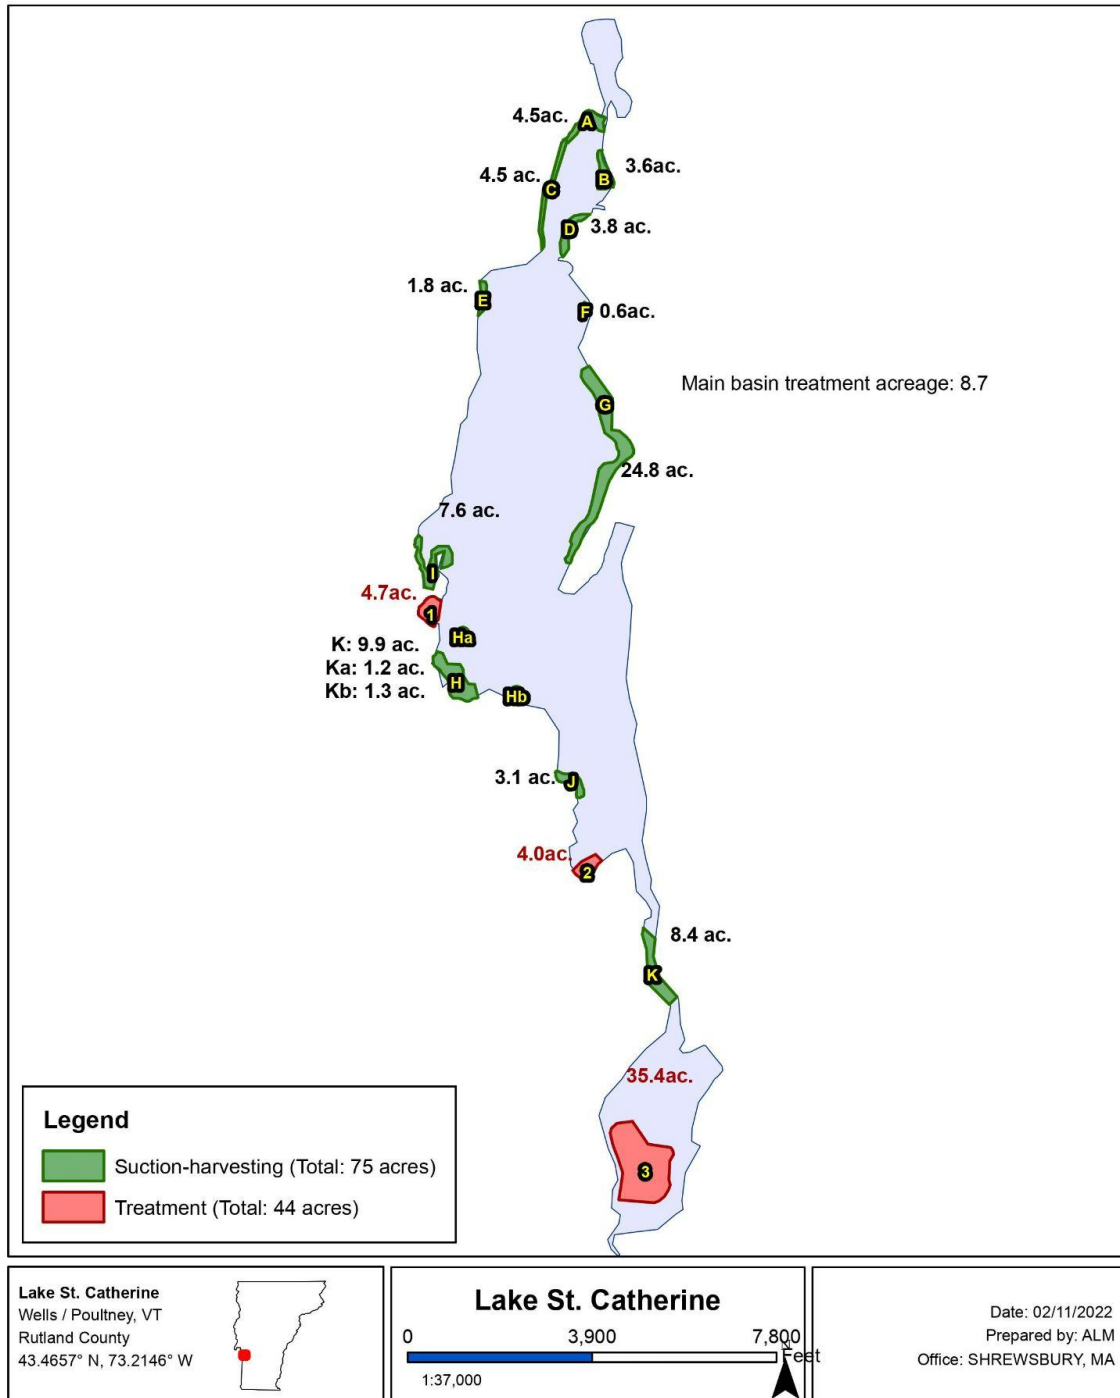 4.5ac.
A
3.6ac.
4.5 ac.
B
C
D
3.8 ac.
1.8 ac.
E
F
0.6ac.
Main basin treatment acreage: 8.7
G
24.8 ac.
7.6 ac.
I
4.7ac.
1
Ha
K: 9.9 ac.
Ka: 1.2 ac.
Kb: 1.3 ac.
H
Hb
3.1 ac.
J
4.0ac.
2
8.4 ac.
K
35.4ac.
3
Legend
Suction-harvesting (Total: 75 acres)
Treatment (Total: 44 acres)
Lake St. Catherine
Wells / Poultney, VT
Rutland County
43.4657° N, 73.2146° W
Lake St. Catherine
0 3,900 7,800
Feet
1:37,000
N
Date: 02/11/2022
Prepared by: ALM
Office: SHREWSBURY, MA